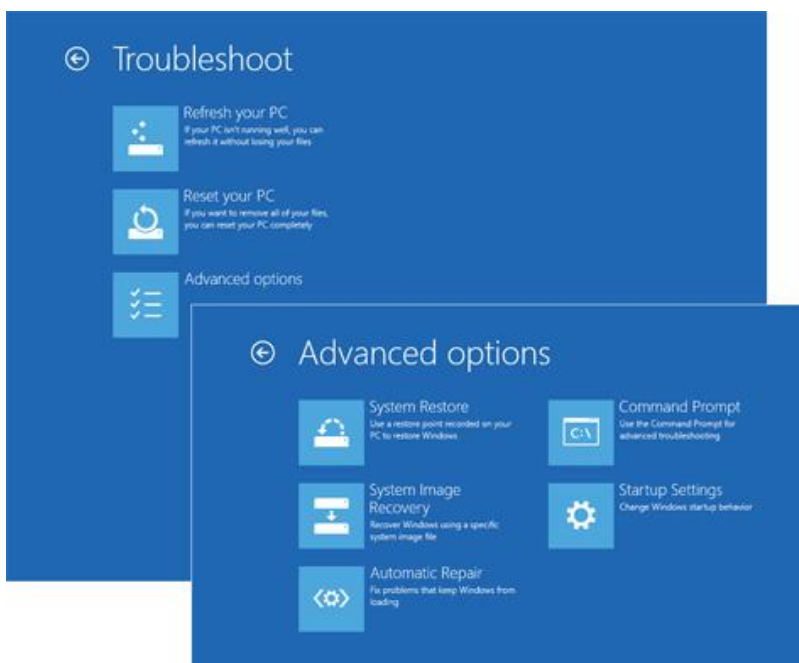 Troubleshoot
Refresh your PC
If your PC isn't running well, you can
refresh it without losing your files
Reset your PC
If you want to remove all of your files,
you can reset your PC completely
Advanced options
Advanced options
System Restore
Use a restore point recorded on your
PC to restore Windows
System Image
Recovery
Recover Windows using a specific
system image file
Automatic Repair
Fix problems that keep Windows from
loading
Command Prompt
Use the Command Prompt for
advanced troubleshooting
C:\
Startup Settings
Change Windows startup behavior